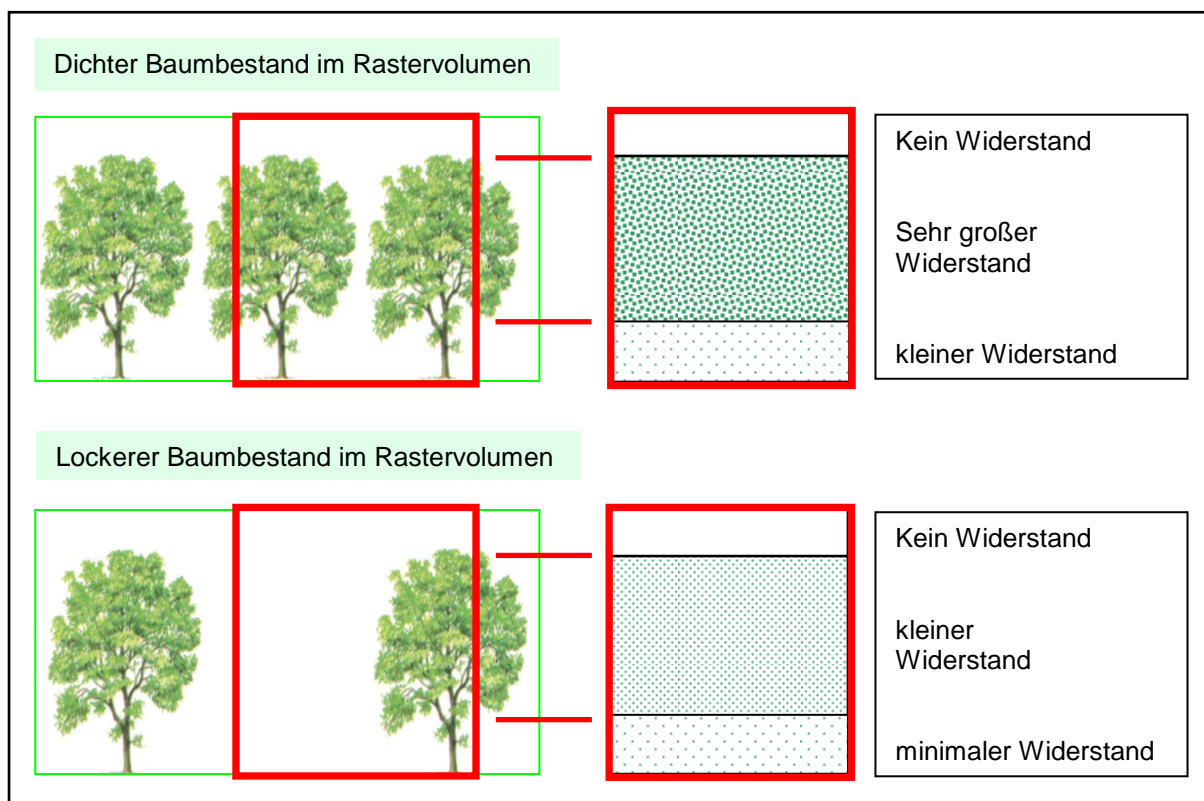 Dichter Baumbestand im Rastervolumen
Kein Widerstand
Sehr großer
Widerstand
kleiner Widerstand
Lockerer Baumbestand im Rastervolumen
Kein Widerstand
kleiner
Widerstand
minimaler Widerstand